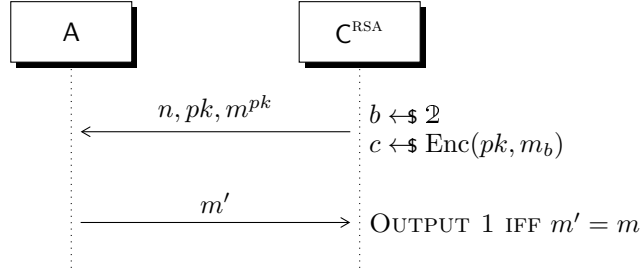 A C^RSA
n, pk, m^{pk}
b ←$ 2
c ←$ Enc(pk, m_b)
m′
OUTPUT 1 IFF m′ = m